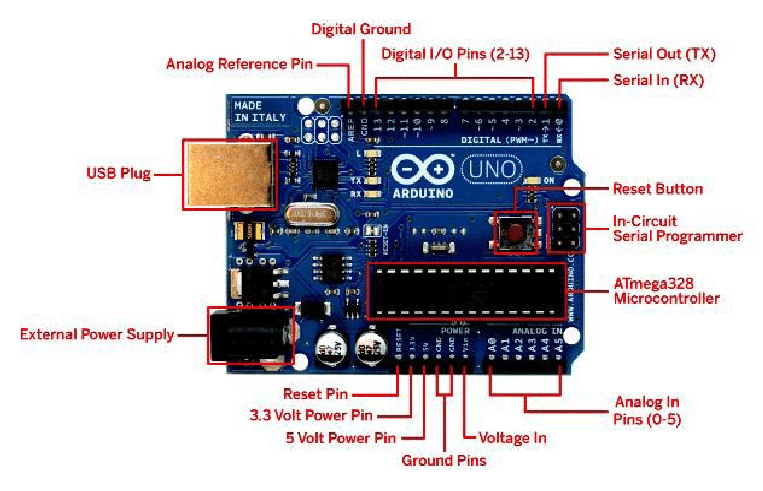 Digital Ground
Analog Reference Pin
Digital I/O Pins (2-13)
Serial Out (TX)
Serial In (RX)
MADE
IN ITALY
AREF
GND
13
12
~11
~10
~9
8
7
~6
~5
4
~3
2
TX→1
RX←0
DIGITAL (PWM~)
USB Plug
L
TX
RX
ARDUINO
UNO
ON
Reset Button
In-Circuit
Serial Programmer
RESET-EN
ATmega328
Microcontroller
External Power Supply
POWER
ANALOG IN
RESET
3.3V
5V
GND
GND
Vin
A0
A1
A2
A3
A4
A5
Reset Pin
3.3 Volt Power Pin
5 Volt Power Pin
Ground Pins
Voltage In
Analog In
Pins (0-5)